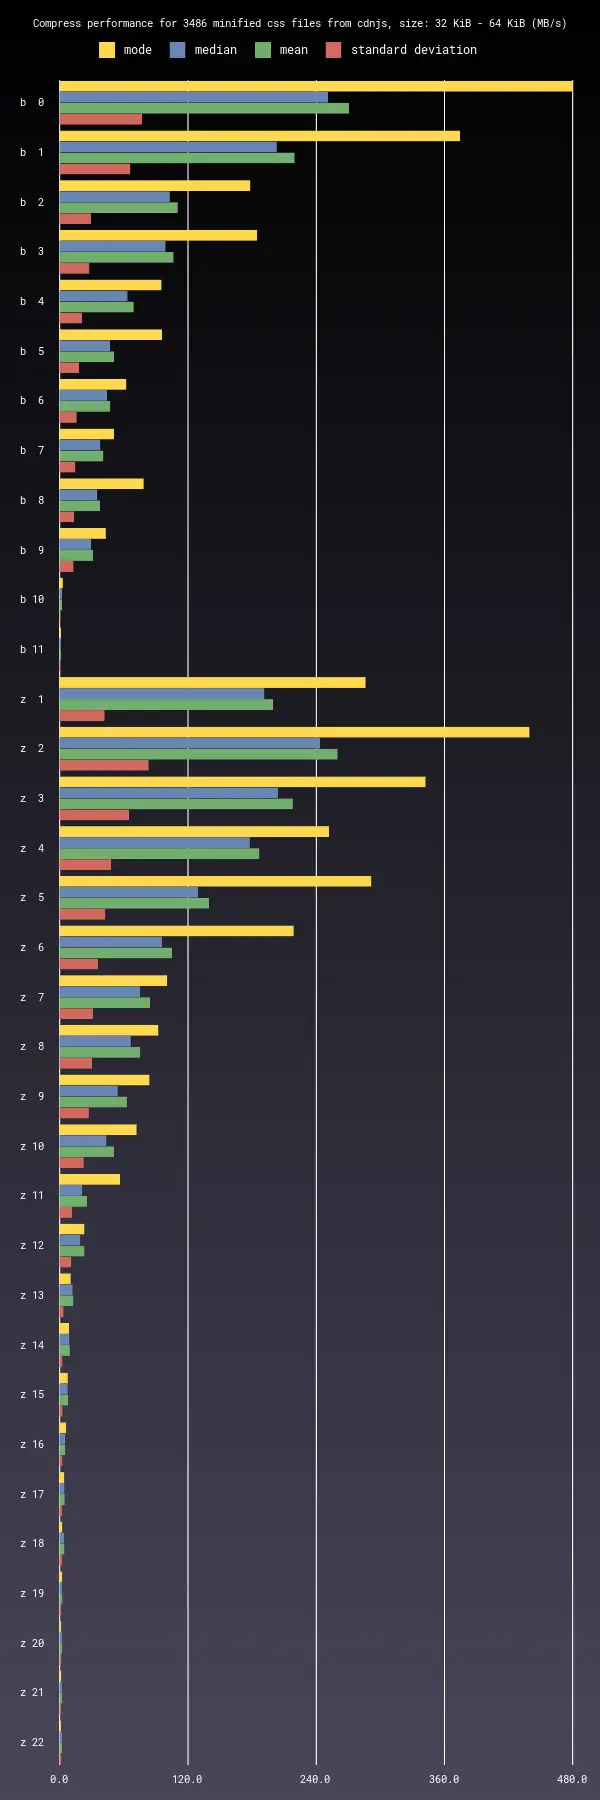 Compress performance for 3486 minified css files from cdnjs, size: 32 KiB - 64 KiB (MB/s)
mode median mean standard deviation
b 0
b 1
b 2
b 3
b 4
b 5
b 6
b 7
b 8
b 9
b 10
b 11
z 1
z 2
z 3
z 4
z 5
z 6
z 7
z 8
z 9
z 10
z 11
z 12
z 13
z 14
z 15
z 16
z 17
z 18
z 19
z 20
z 21
z 22
0.0 120.0 240.0 360.0 480.0